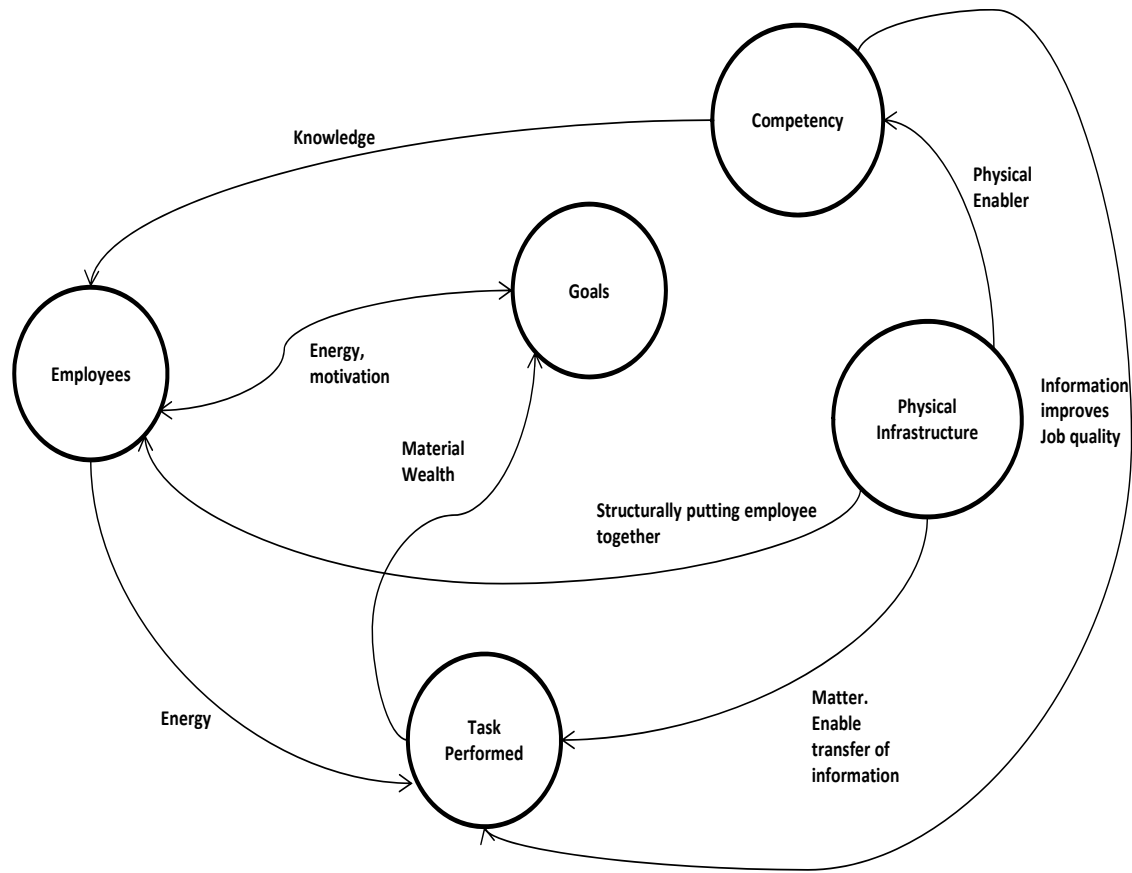 Competency
Knowledge
Physical
Enabler
Goals
Employees
Energy,
motivation
Physical
Infrastructure
Information
improves
Job quality
Material
Wealth
Structurally putting employee
together
Matter.
Enable
transfer of
information
Energy
Task
Performed